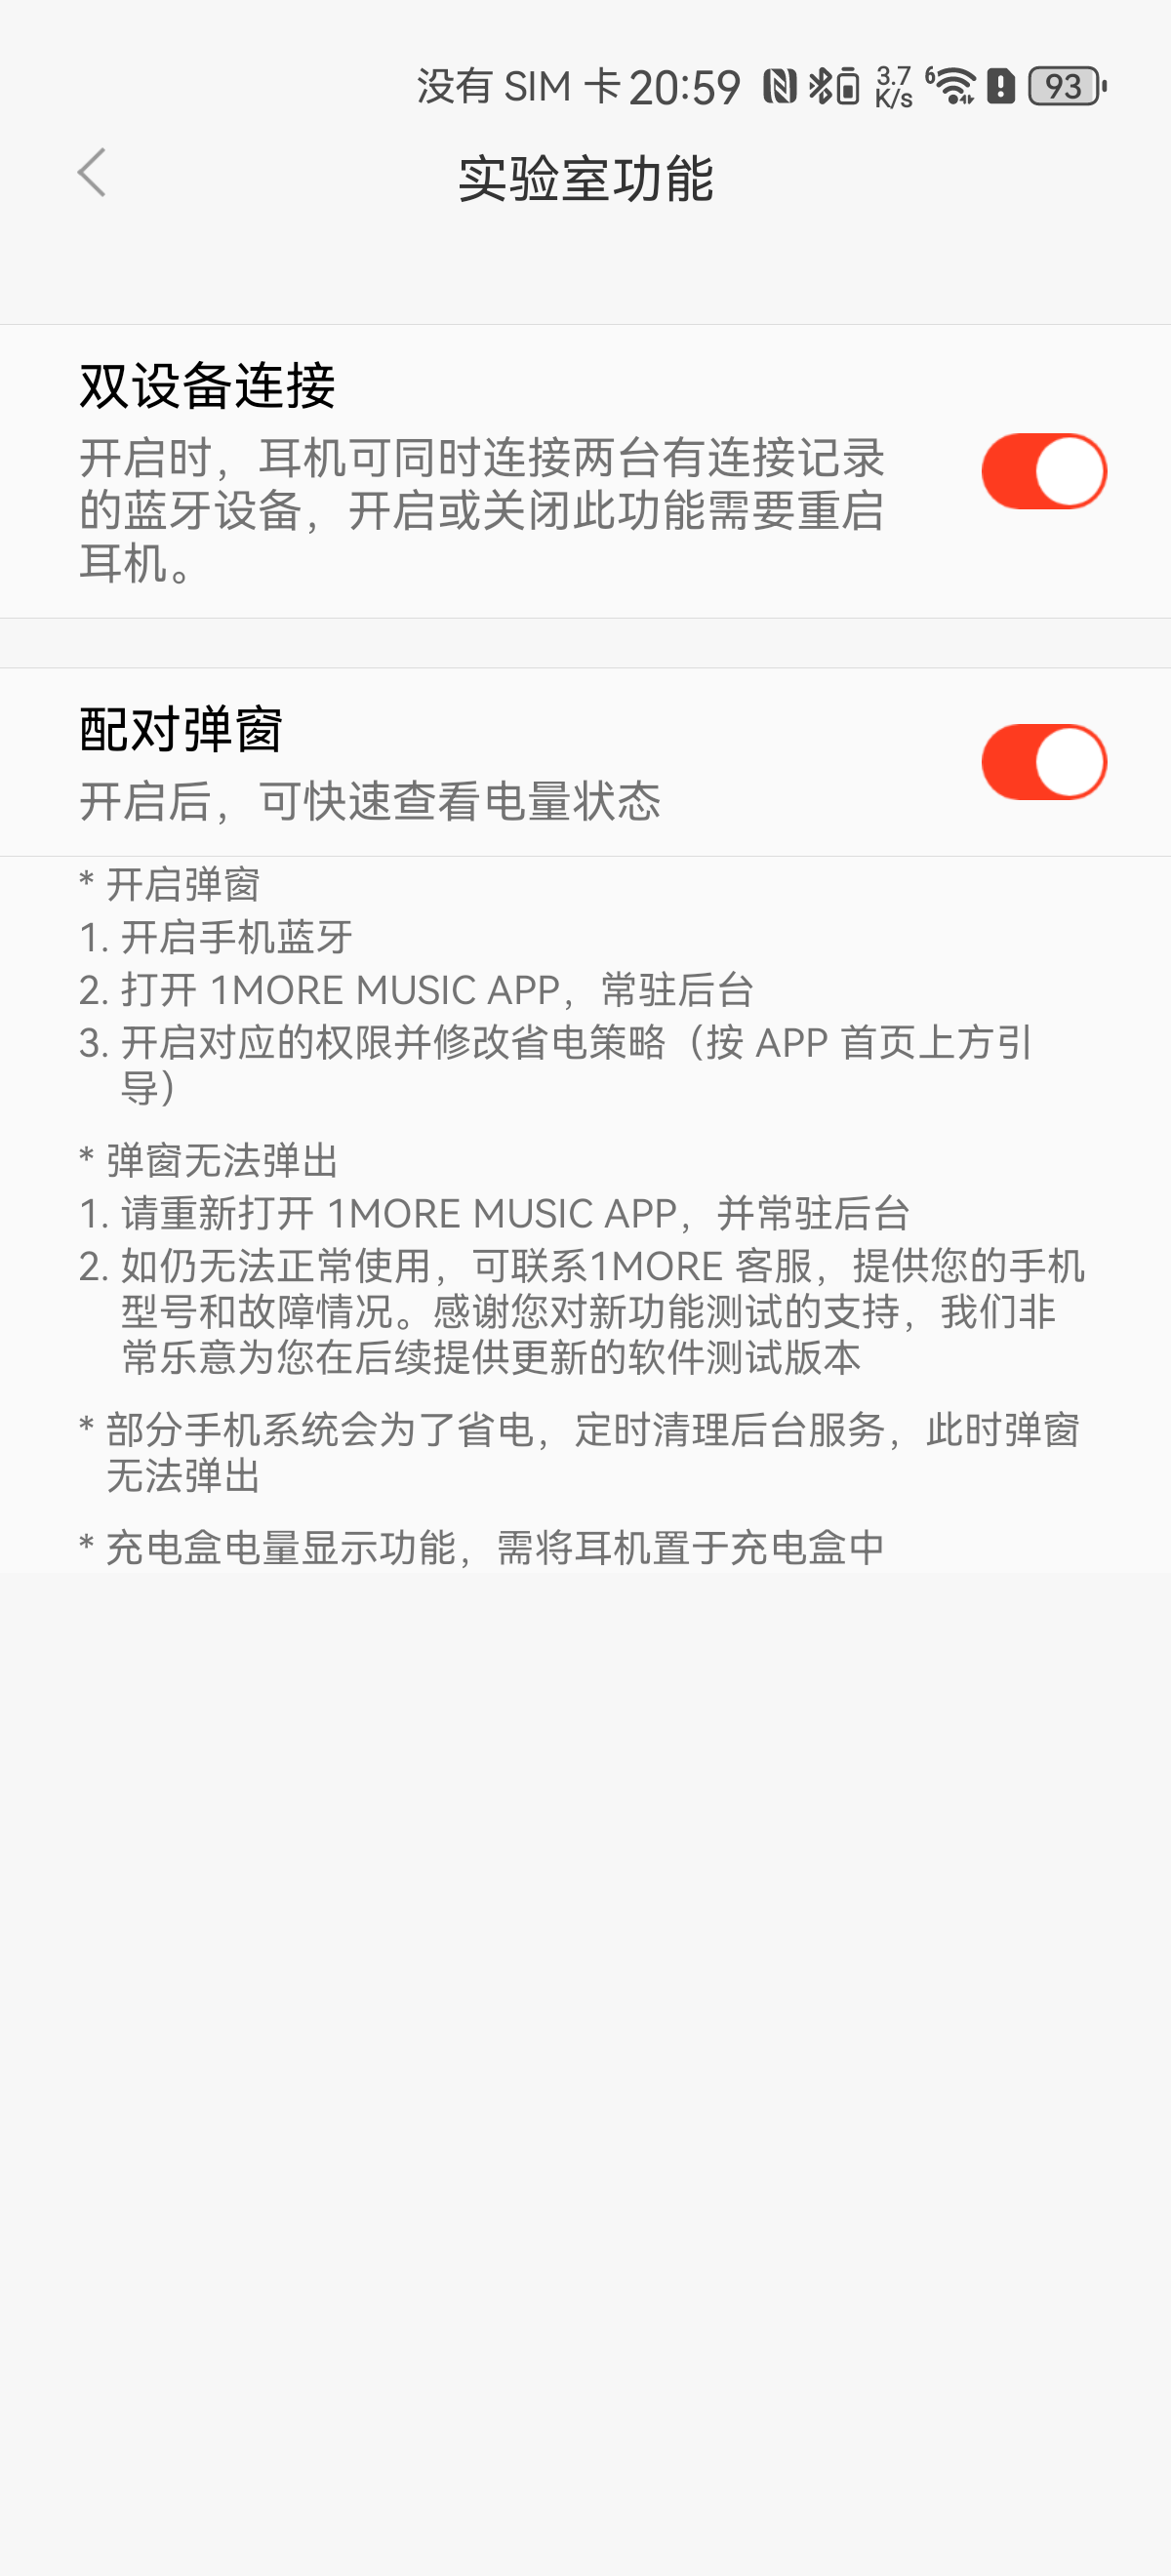 没有 SIM 卡 20:59 3.7 K/s 6 93
实验室功能
双设备连接
开启时，耳机可同时连接两台有连接记录
的蓝牙设备，开启或关闭此功能需要重启
耳机。
配对弹窗
开启后，可快速查看电量状态
* 开启弹窗
1. 开启手机蓝牙
2. 打开 1MORE MUSIC APP，常驻后台
3. 开启对应的权限并修改省电策略（按 APP 首页上方引
导）
* 弹窗无法弹出
1. 请重新打开 1MORE MUSIC APP，并常驻后台
2. 如仍无法正常使用，可联系1MORE 客服，提供您的手机
型号和故障情况。感谢您对新功能测试的支持，我们非
常乐意为您在后续提供更新的软件测试版本
* 部分手机系统会为了省电，定时清理后台服务，此时弹窗
无法弹出
* 充电盒电量显示功能，需将耳机置于充电盒中